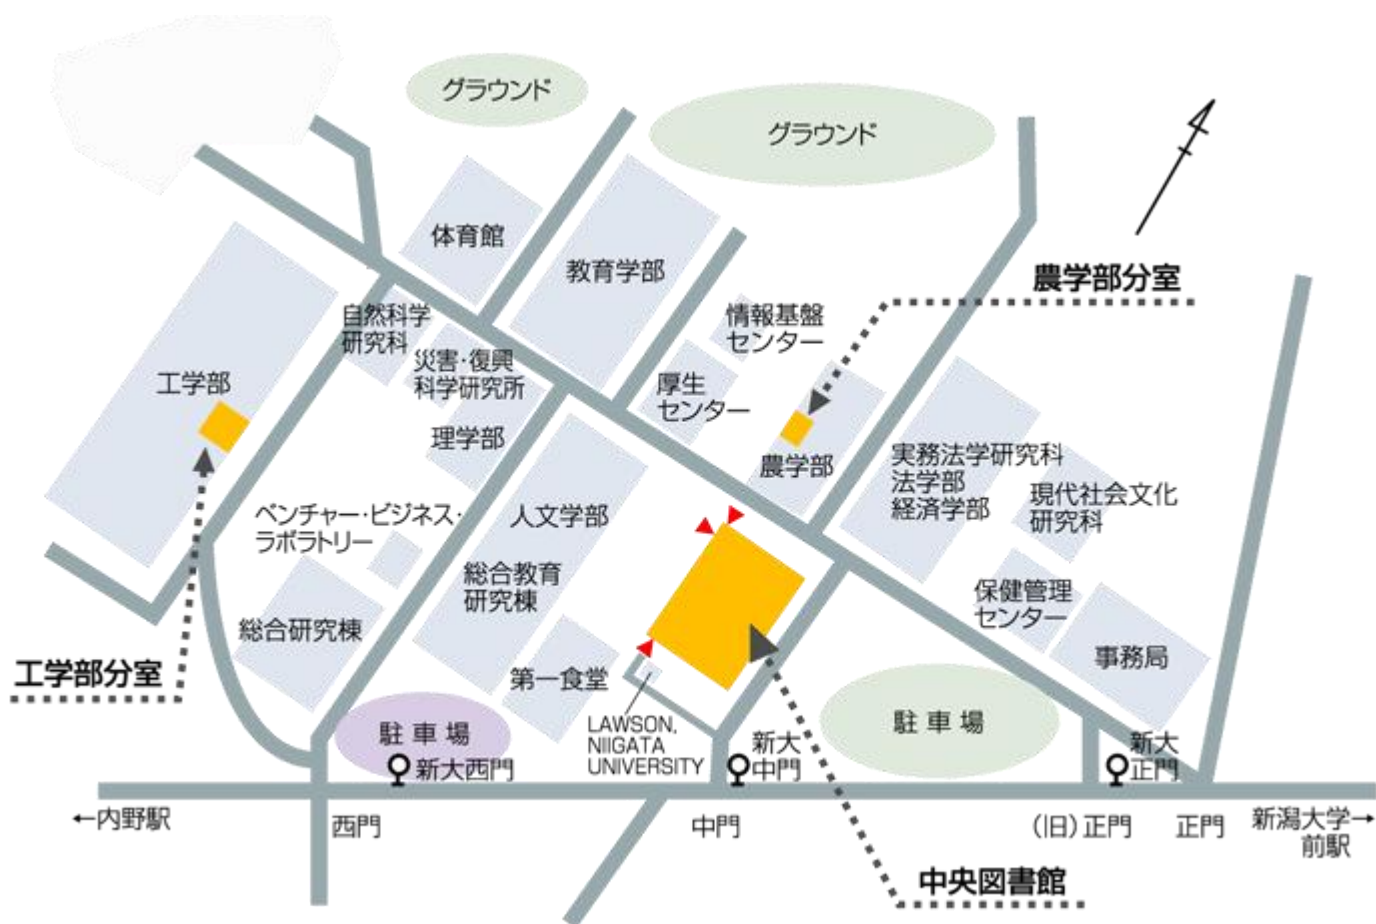 グラウンド
グラウンド
体育館
教育学部
農学部分室
自然科学
研究科
情報基盤
センター
災害・復興
科学研究所
工学部
厚生
センター
理学部
農学部
実務法学研究科
法学部
経済学部
現代社会文化
研究科
ベンチャー・ビジネス・
ラボラトリー
人文学部
総合教育
研究棟
保健管理
センター
総合研究棟
工学部分室
第一食堂
事務局
駐車場
LAWSON,
NIIGATA
UNIVERSITY
駐車場
新大西門
新大
中門
新大
正門
←内野駅
西門
中門
(旧)正門
正門
新潟大学→
前駅
中央図書館